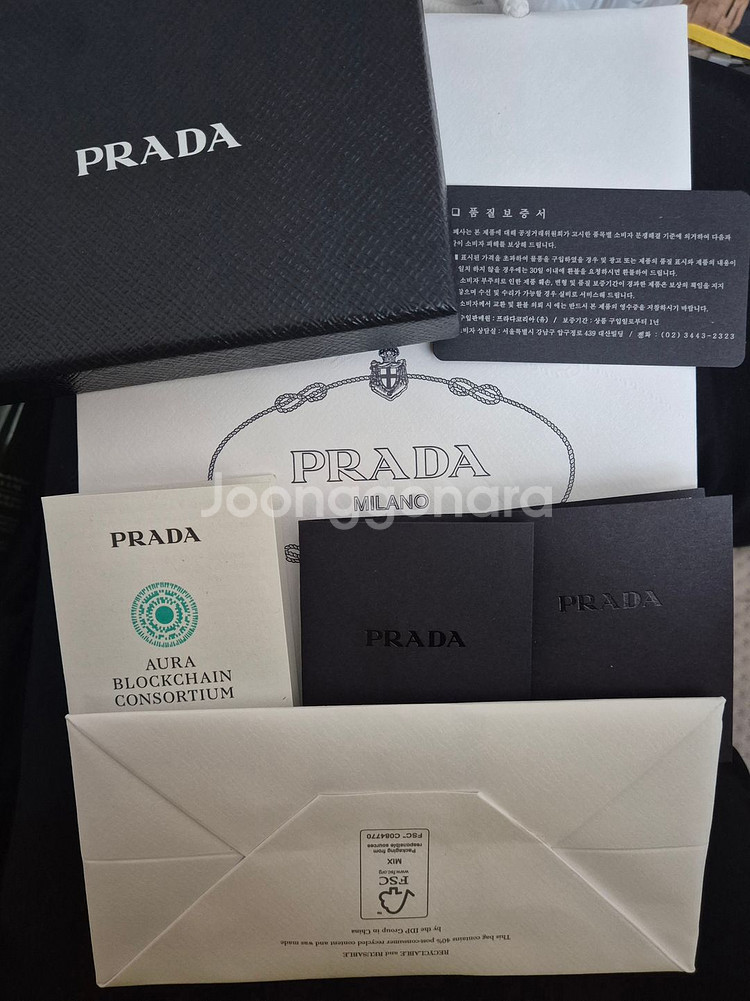 PRADA
품질보증서
폐사는 본 제품에 대해 공정거래위원회가 고시한 품목별 소비자 분쟁해결 기준에 의거하여 다음과
같이 소비자 피해를 보상해 드립니다.
표시된 가격을 초과하여 물품을 구입하였을 경우 및 광고 또는 제품의 품질 표시와 제품의 내용이
일치 하지 않을 경우에는 30일 이내에 환불을 요청하시면 환불하여 드립니다.
소비자 부주의로 인한 제품 훼손, 변형 및 품질 보증기간이 경과한 제품은 보상의 책임을 지지
않으며 수선 및 수리가 가능할 경우 실비로 서비스해 드립니다.
소비자께서 교환 및 환불 의뢰 시 에는 반드시 본 제품의 영수증을 지참하시기 바랍니다.
구입판매원 : 프라다코리아(유) / 보증기간 : 상품 구입일로부터 1년
소비자 상담실 : 서울특별시 강남구 압구정로 439 대산빌딩 / 전화 : (02) 3443-2323
PRADA
MILANO
Joonggonara
PRADA
AURA
BLOCKCHAIN
CONSORTIUM
PRADA
PRADA
RECYCLABLE and REUSABLE
This bag contains 40% post-consumer recycled content and was made
by the IDP Group in China
FSC
www.fsc.org
MIX
Packaging from
responsible sources
FSC™ C084770